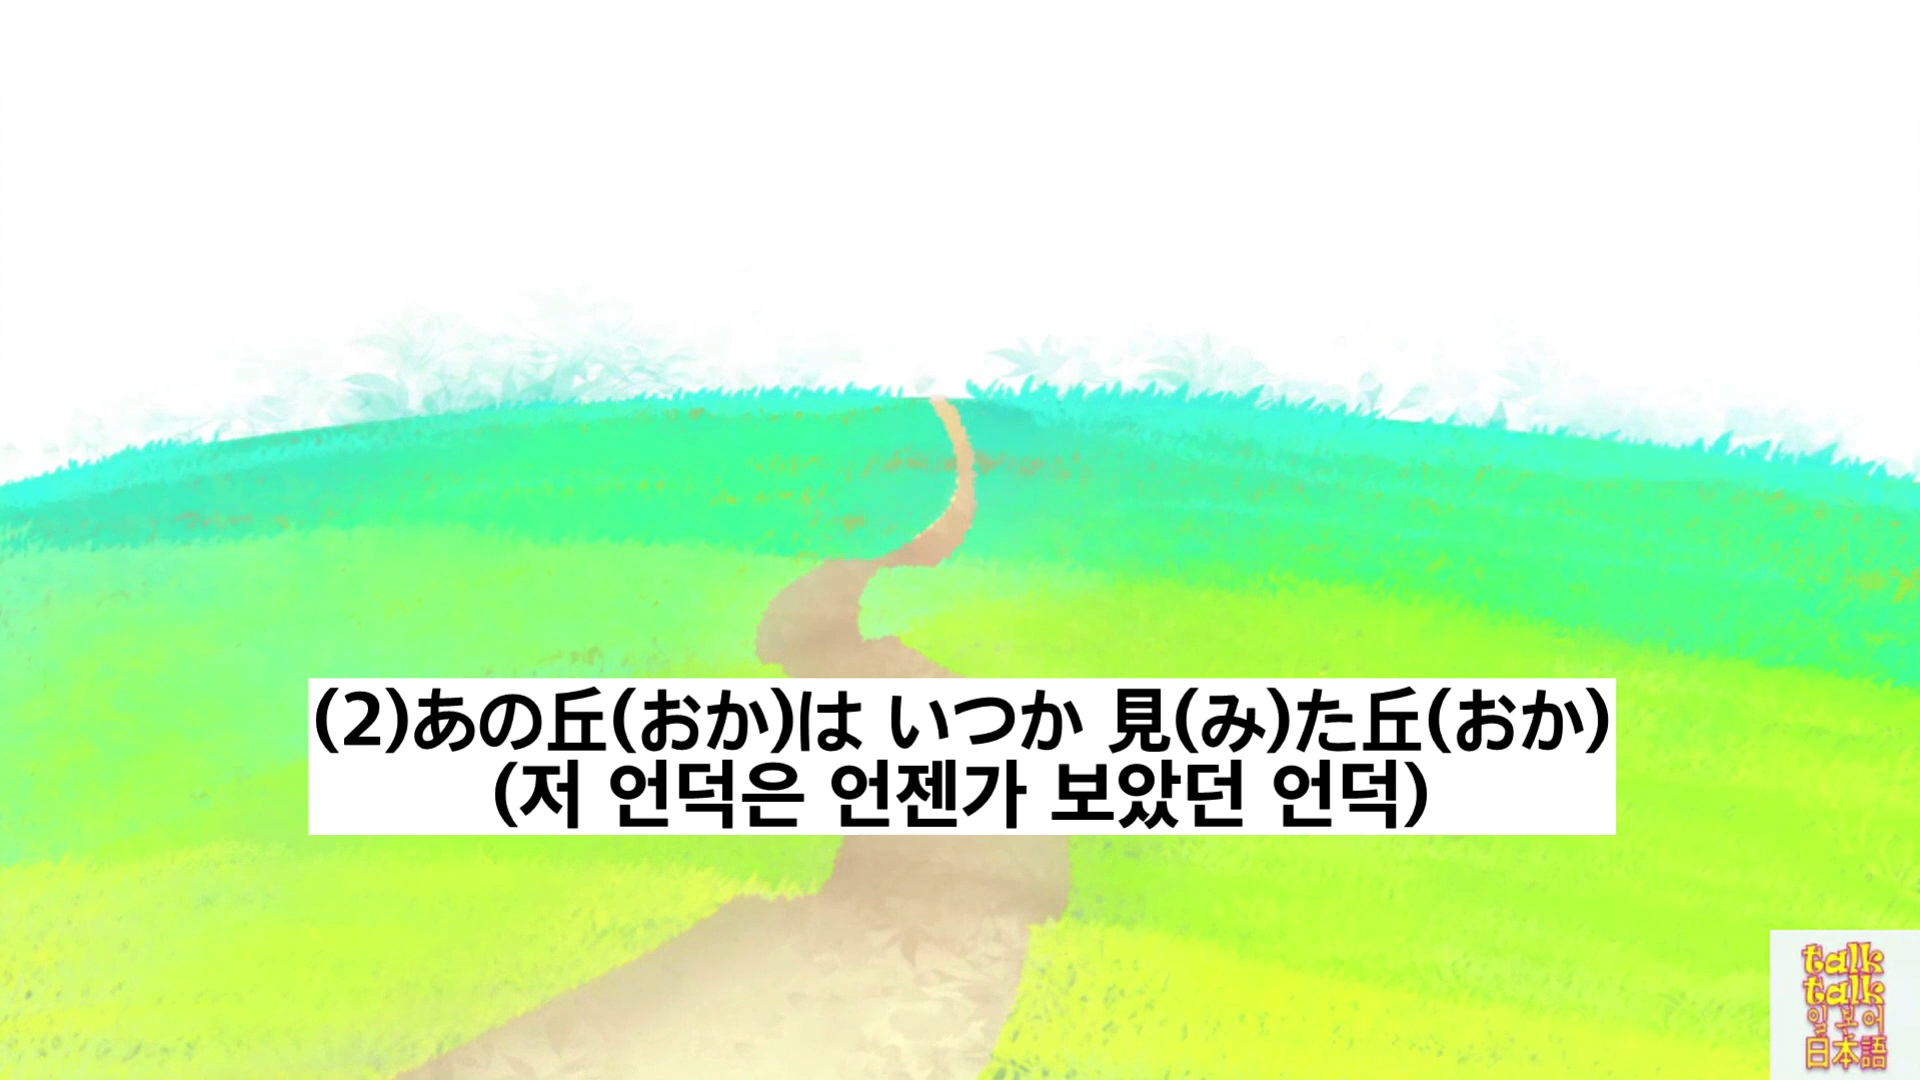 (2)あの丘(おか)は いつか 見(み)た丘(おか)
(저 언덕은 언젠가 보았던 언덕)
talk
talk
일본어
日本語